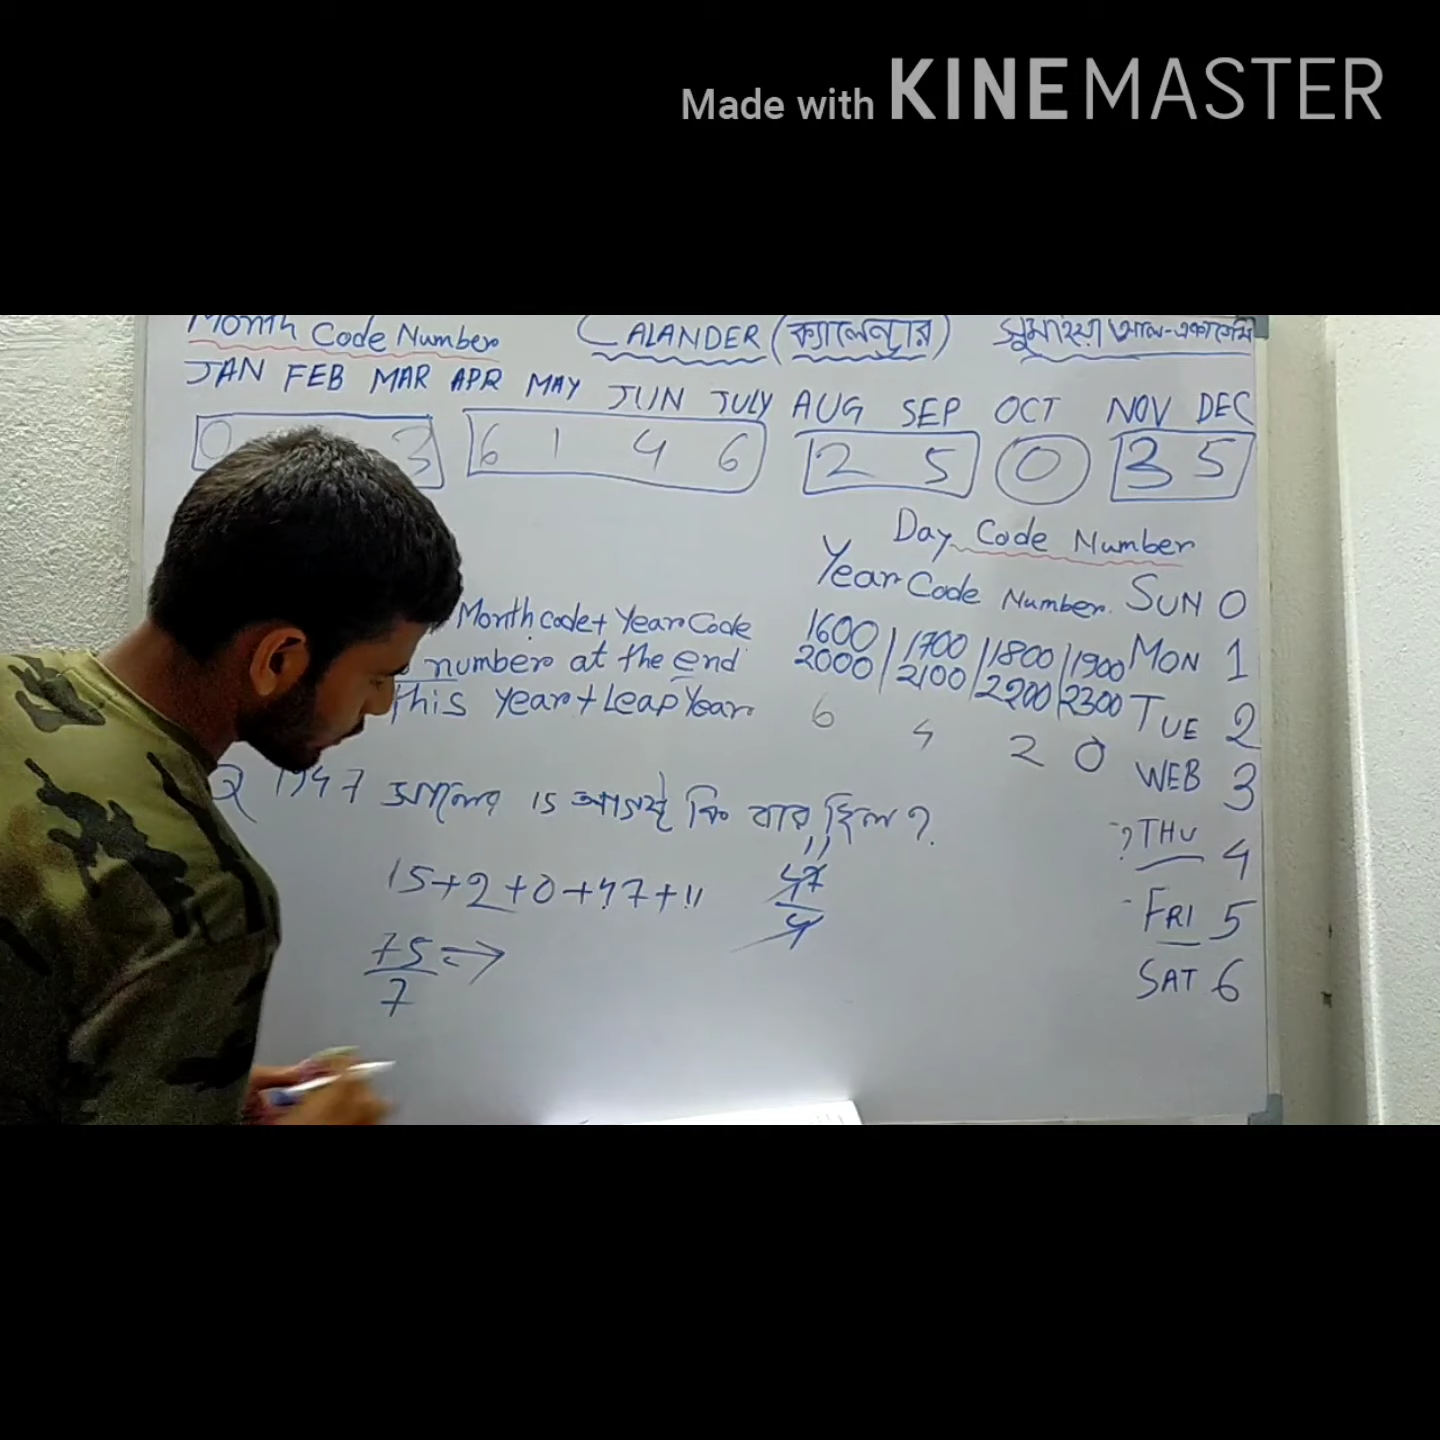 Made with KINEMASTER
Month Code Number
CALANDER (ক্যালেন্ডার)
JAN FEB MAR APR MAY JUN JULY AUG SEP OCT NOV DEC
0 3 6 1 4 6 2 5 0 3 5
Day Code Number
Year Code Number
SUN 0
Month code + Year Code
1600 | 1700 | 1800 | 1900
MON 1
number at the end
2000 | 2100 | 2200 | 2300
this Year + Leap Year
6 4 2 0
TUE 2
WEB 3
1947 সালের 15 আগষ্ট কি বার ছিল?
? THU 4
15+2+0+47+11
11
47
4
FRI 5
75 =>
7
SAT 6